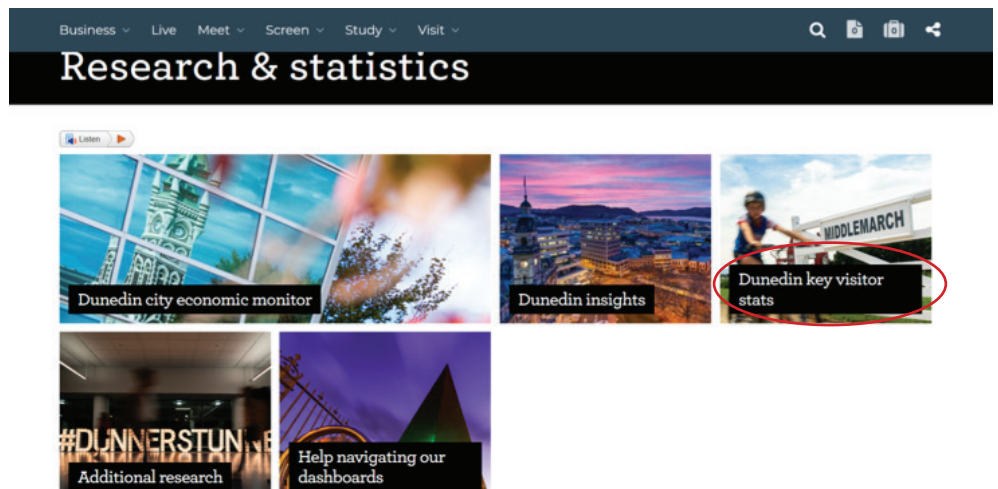 Business Live Meet Screen Study Visit
Research & statistics
Listen
MIDDLEMARCH
Dunedin city economic monitor
Dunedin insights
Dunedin key visitor
stats
#DUNNERSTUNNE
Additional research
Help navigating our
dashboards